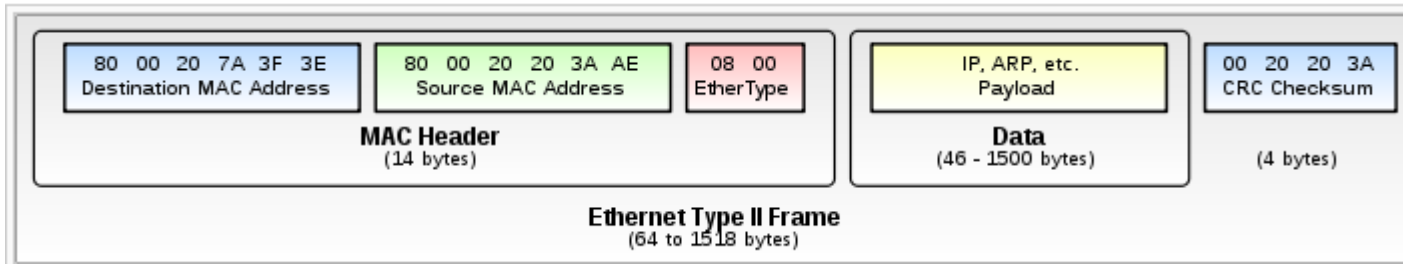 80 00 20 7A 3F 3E
Destination MAC Address
80 00 20 20 3A AE
Source MAC Address
08 00
EtherType
MAC Header
(14 bytes)
IP, ARP, etc.
Payload
Data
(46 - 1500 bytes)
00 20 20 3A
CRC Checksum
(4 bytes)
Ethernet Type II Frame
(64 to 1518 bytes)